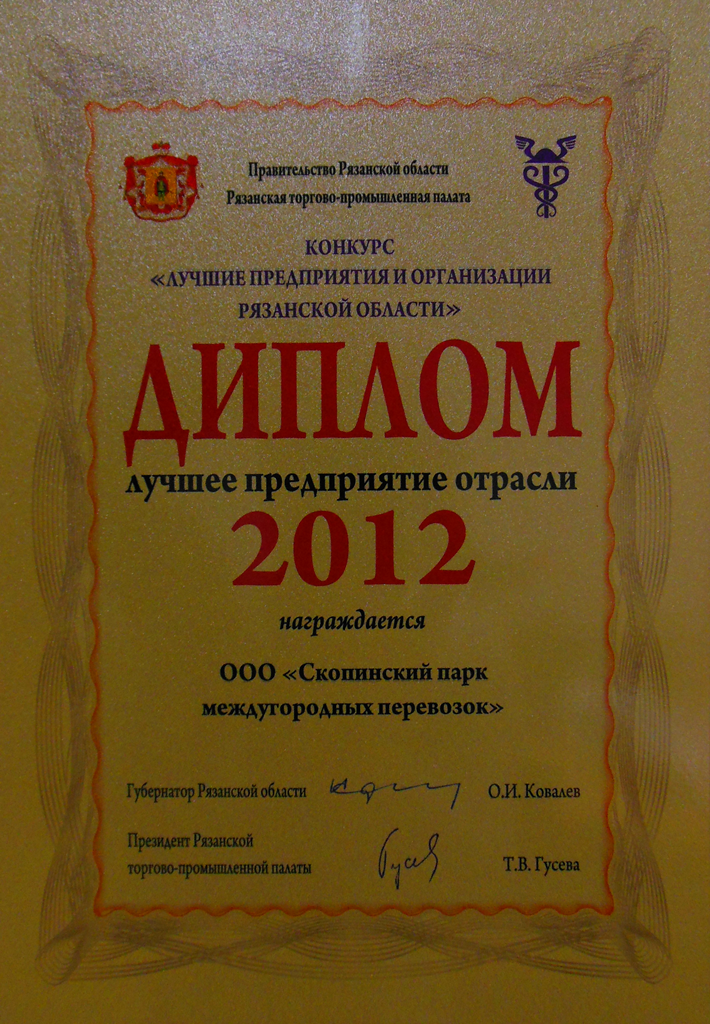 Правительство Рязанской области
Рязанская торгово-промышленная палата
КОНКУРС
«ЛУЧШИЕ ПРЕДПРИЯТИЯ И ОРГАНИЗАЦИИ
РЯЗАНСКОЙ ОБЛАСТИ»
ДИПЛОМ
лучшее предприятие отрасли
2012
награждается
ООО «Скопинский парк
междугородных перевозок»
Губернатор Рязанской области О.И. Ковалев
Президент Рязанской
торгово-промышленной палаты Т.В. Гусева